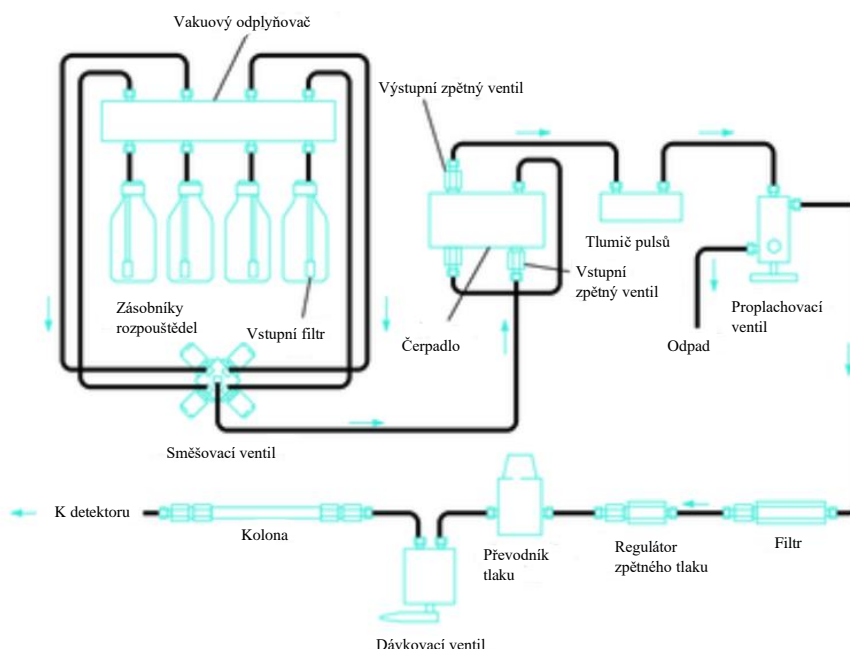 Vakuový odplyňovač
Výstupní zpětný ventil
Tlumič pulsů
Vstupní
zpětný ventil
Proplachovací
ventil
Zásobníky
rozpouštědel
Vstupní filtr
Čerpadlo
Odpad
Směšovací ventil
K detektoru
Kolona
Převodník
tlaku
Regulátor
zpětného tlaku
Filtr
Dávkovací ventil